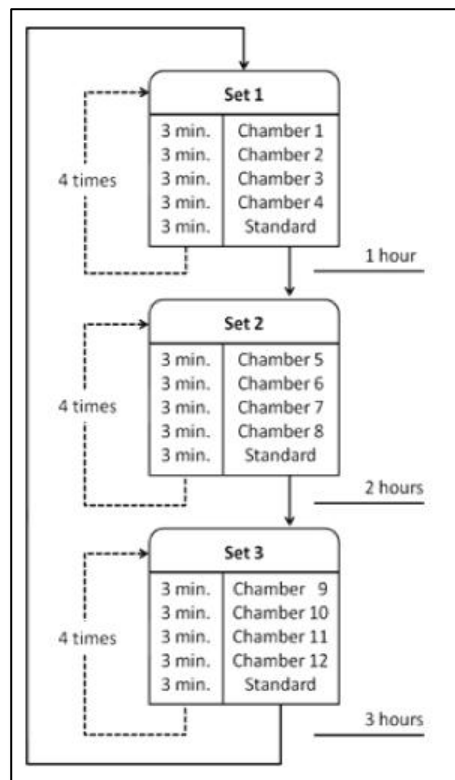 Set 1
3 min. Chamber 1
3 min. Chamber 2
3 min. Chamber 3
3 min. Chamber 4
3 min. Standard
4 times
1 hour
Set 2
3 min. Chamber 5
3 min. Chamber 6
3 min. Chamber 7
3 min. Chamber 8
3 min. Standard
4 times
2 hours
Set 3
3 min. Chamber 9
3 min. Chamber 10
3 min. Chamber 11
3 min. Chamber 12
3 min. Standard
4 times
3 hours